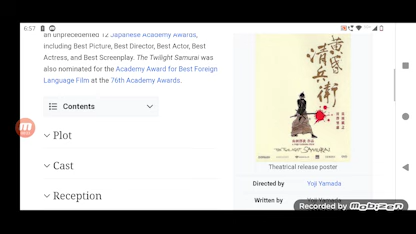 6:57
an unprecedented 12 Japanese Academy Awards,
including Best Picture, Best Director, Best Actor, Best
Actress, and Best Screenplay. The Twilight Samurai was
also nominated for the Academy Award for Best Foreign
Language Film at the 76th Academy Awards.
Contents
Plot
Cast
Reception
黄昏
清兵衛
THE TWILIGHT SAMURAI
Theatrical release poster
Directed by Yoji Yamada
Written by
Recorded by mobizen